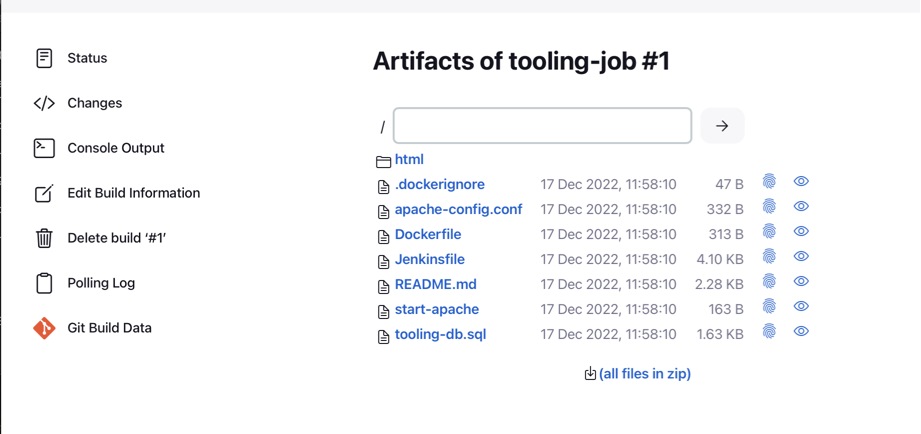 Status
Changes
Console Output
Edit Build Information
Delete build ‘#1’
Polling Log
Git Build Data
Artifacts of tooling-job #1
/
html
.dockerignore 17 Dec 2022, 11:58:10 47 B
apache-config.conf 17 Dec 2022, 11:58:10 332 B
Dockerfile 17 Dec 2022, 11:58:10 313 B
Jenkinsfile 17 Dec 2022, 11:58:10 4.10 KB
README.md 17 Dec 2022, 11:58:10 2.28 KB
start-apache 17 Dec 2022, 11:58:10 163 B
tooling-db.sql 17 Dec 2022, 11:58:10 1.63 KB
(all files in zip)